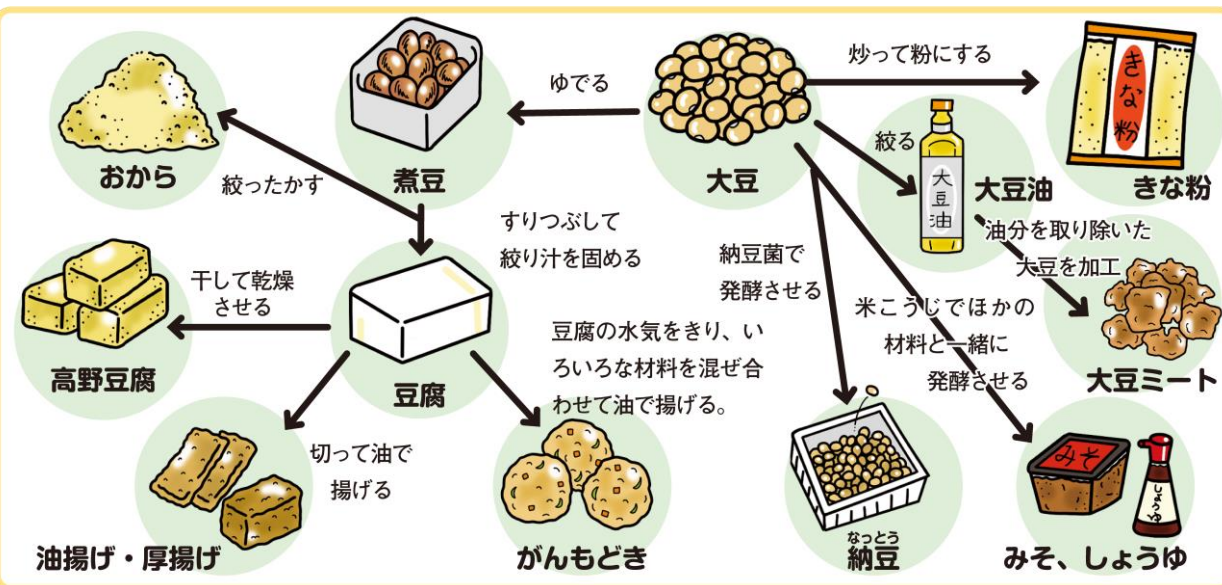 炒って粉にする
きな粉
きな粉
ゆでる
大豆
絞る
大豆油
大豆油
おから
絞ったかす
煮豆
すりつぶして
絞り汁を固める
油分を取り除いた
大豆を加工
大豆ミート
納豆菌で
発酵させる
米こうじでほかの
材料と一緒に
発酵させる
干して乾燥
させる
高野豆腐
豆腐
豆腐の水気をきり、い
ろいろな材料を混ぜ合
わせて油で揚げる。
切って油で
揚げる
油揚げ・厚揚げ
がんもどき
なっとう
納豆
みそ
しょうゆ
みそ、しょうゆ